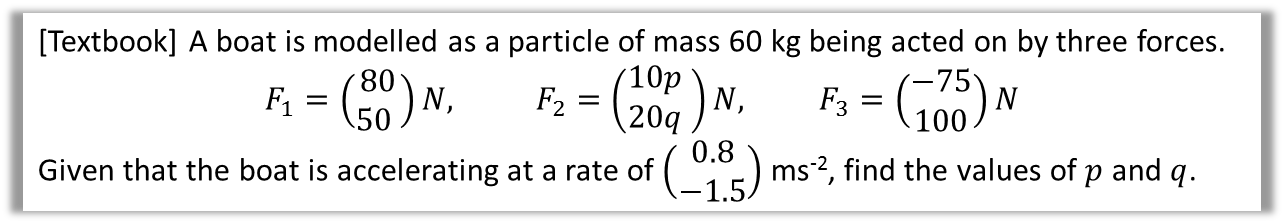 [Textbook] A boat is modelled as a particle of mass 60 kg being acted on by three forces.
F₁ = (80 50) N, F₂ = (10p 20q) N, F₃ = (−75 100) N
Given that the boat is accelerating at a rate of (0.8 −1.5) ms⁻², find the values of p and q.